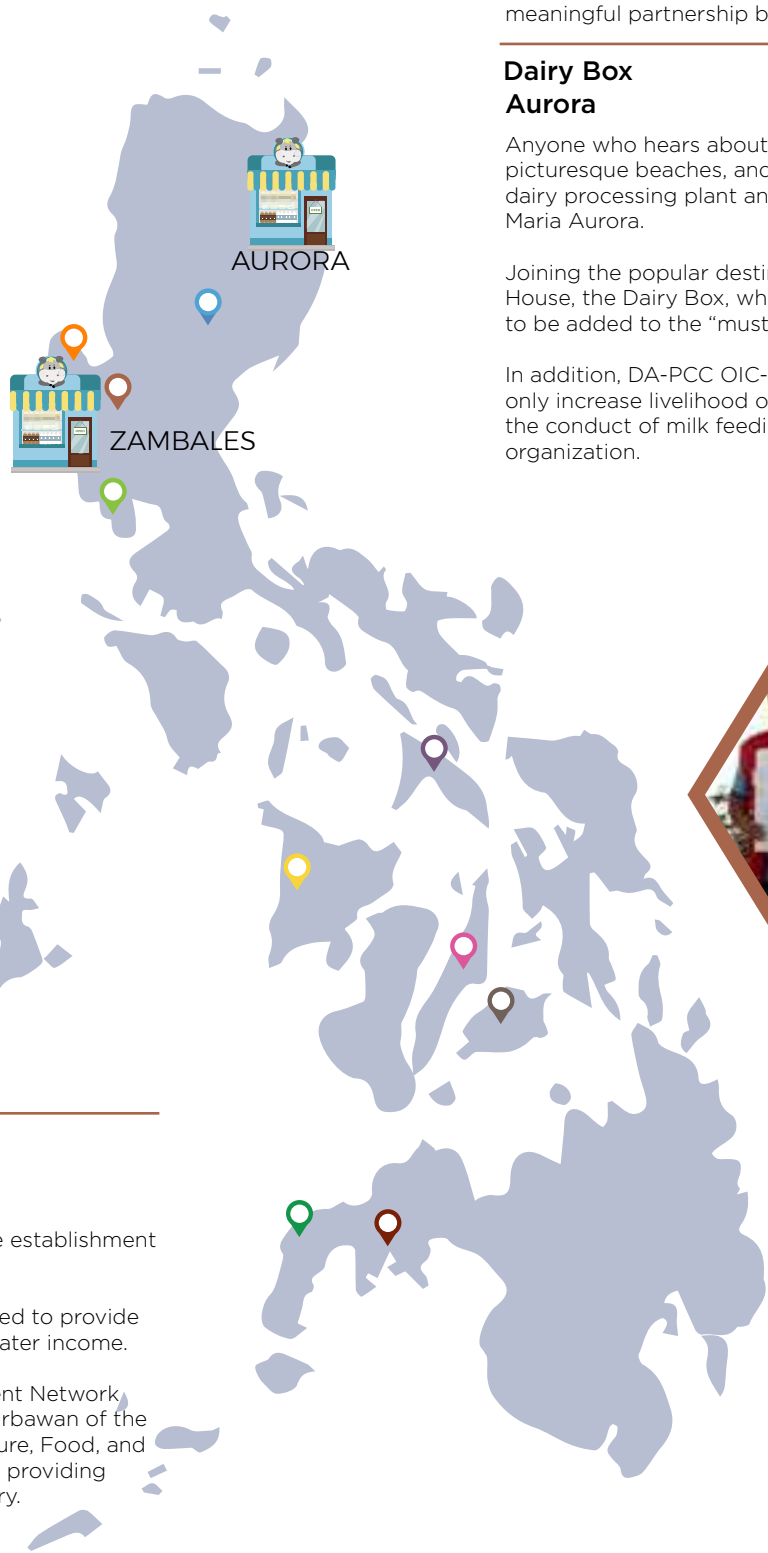 meaningful partnership b
Dairy Box
Aurora
Anyone who hears about
picturesque beaches, and
dairy processing plant an
Maria Aurora.
Joining the popular desti
House, the Dairy Box, wh
to be added to the “must
In addition, DA-PCC OIC-
only increase livelihood o
the conduct of milk feedi
organization.
AURORA
ZAMBALES
e establishment
ed to provide
ater income.
ent Network
rbawan of the
ure, Food, and
providing
ry.